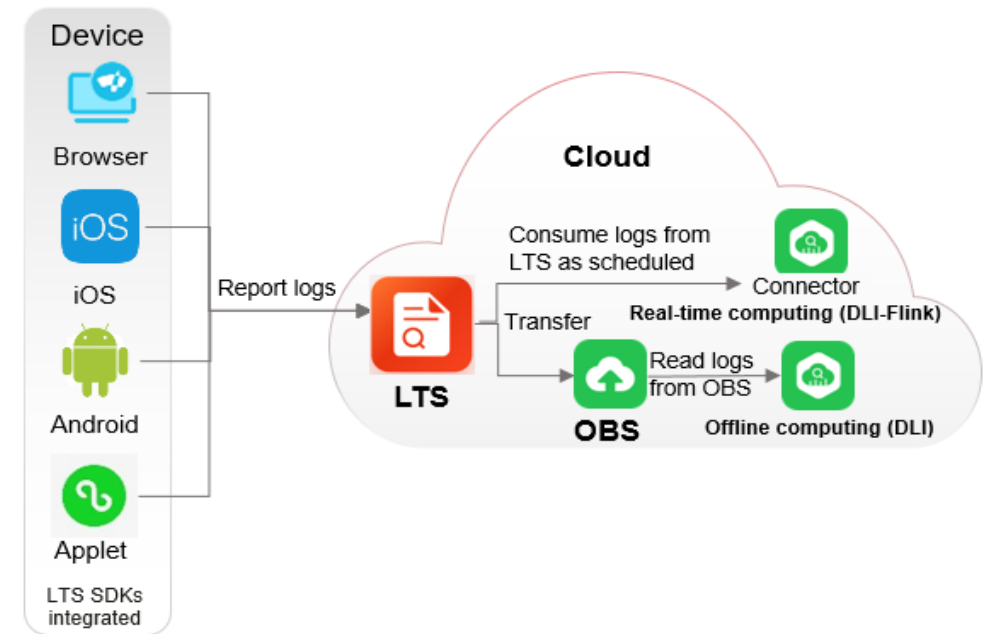 Device
Browser
iOS
iOS
Android
Applet
LTS SDKs
integrated
Report logs
Cloud
LTS
Consume logs from
LTS as scheduled
Connector
Real-time computing (DLI-Flink)
Transfer
OBS
Read logs
from OBS
Offline computing (DLI)